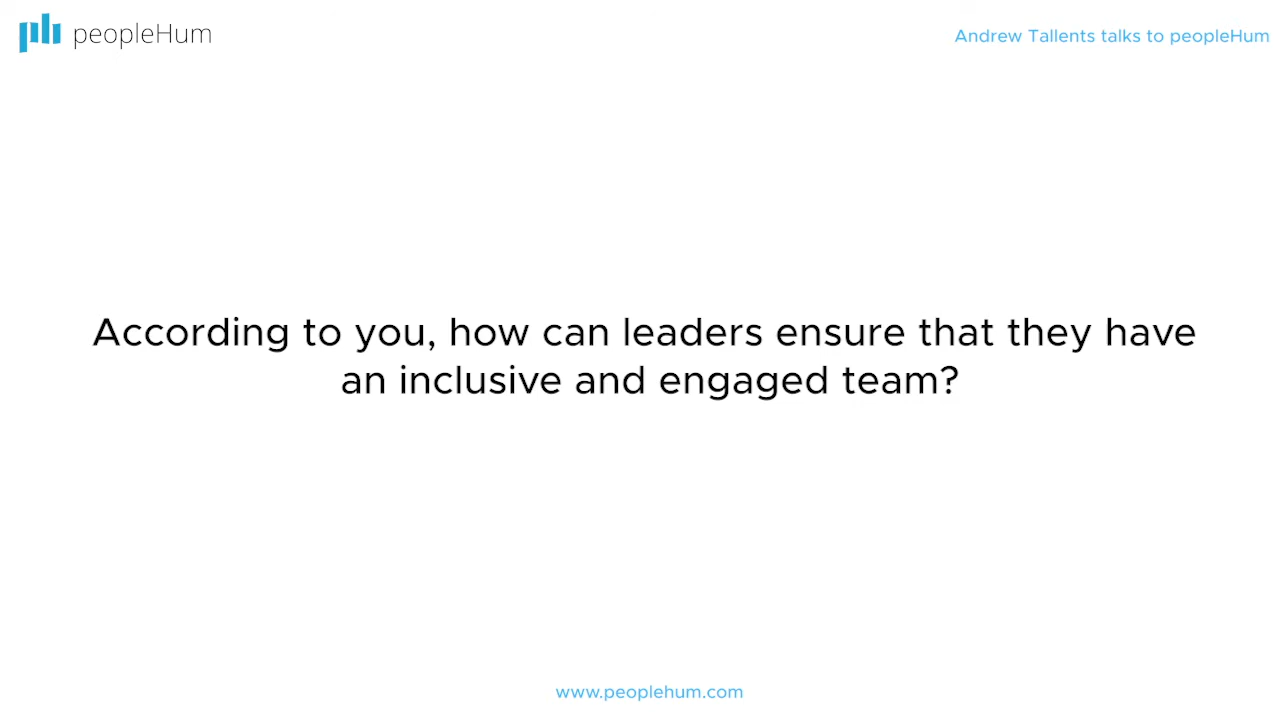 peopleHum
Andrew Tallents talks to peopleHum
According to you, how can leaders ensure that they have
an inclusive and engaged team?
www.peoplehum.com